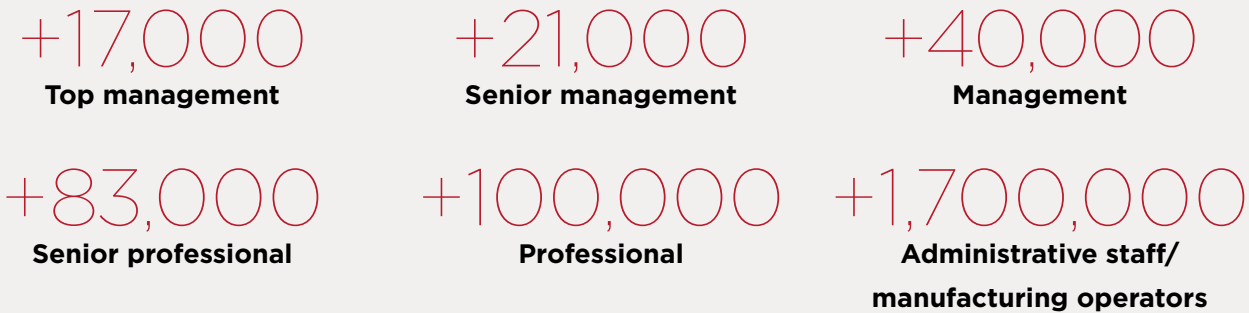 +17,000
Top management
+21,000
Senior management
+40,000
Management
+83,000
Senior professional
+100,000
Professional
+1,700,000
Administrative staff/
manufacturing operators